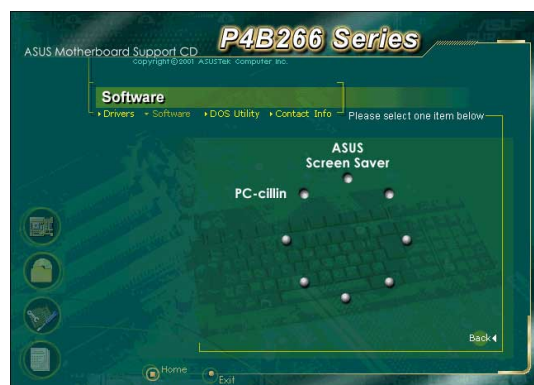 P4B266 Series
ASUS Motherboard Support CD
Copyright©2001 ASUSTeK Computer Inc.
Software
Drivers Software DOS Utility Contact Info
Please select one item below
ASUS
Screen Saver
PC-cillin
Back
Home
Exit